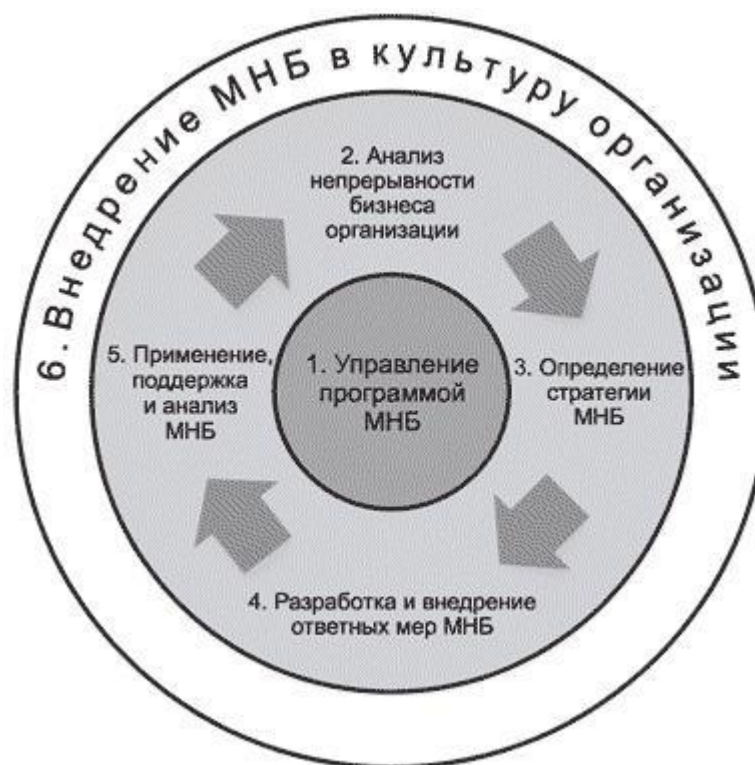 6. Внедрение МНБ в культуру организации
2. Анализ
непрерывности
бизнеса
организации
5. Применение,
поддержка
и анализ
МНБ
1. Управление
программой
МНБ
3. Определение
стратегии
МНБ
4. Разработка и внедрение
ответных мер МНБ